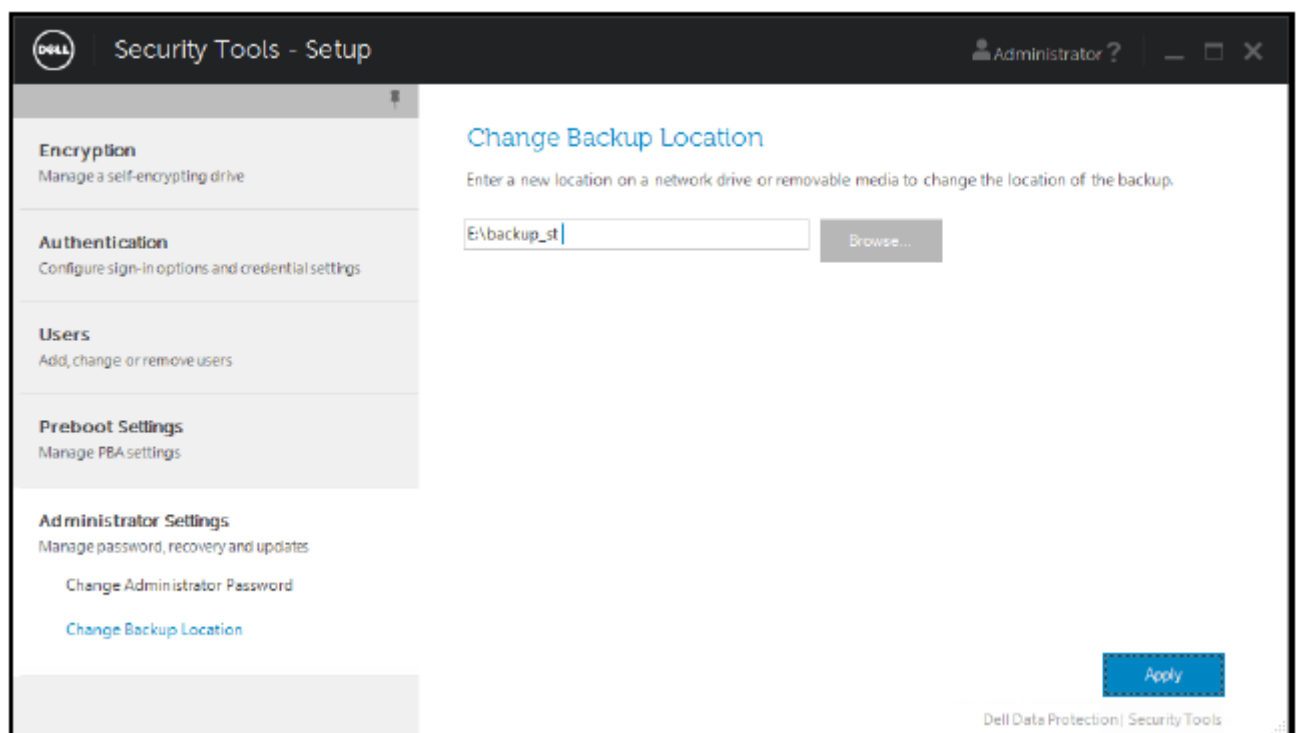 DELL
Security Tools - Setup
Administrator ?
Encryption
Manage a self-encrypting drive
Authentication
Configure sign-in options and credential settings
Users
Add, change or remove users
Preboot Settings
Manage PBA settings
Administrator Settings
Manage password, recovery and updates
Change Administrator Password
Change Backup Location
Change Backup Location
Enter a new location on a network drive or removable media to change the location of the backup.
E:\backup_st
Browse...
Apply
Dell Data Protection | Security Tools